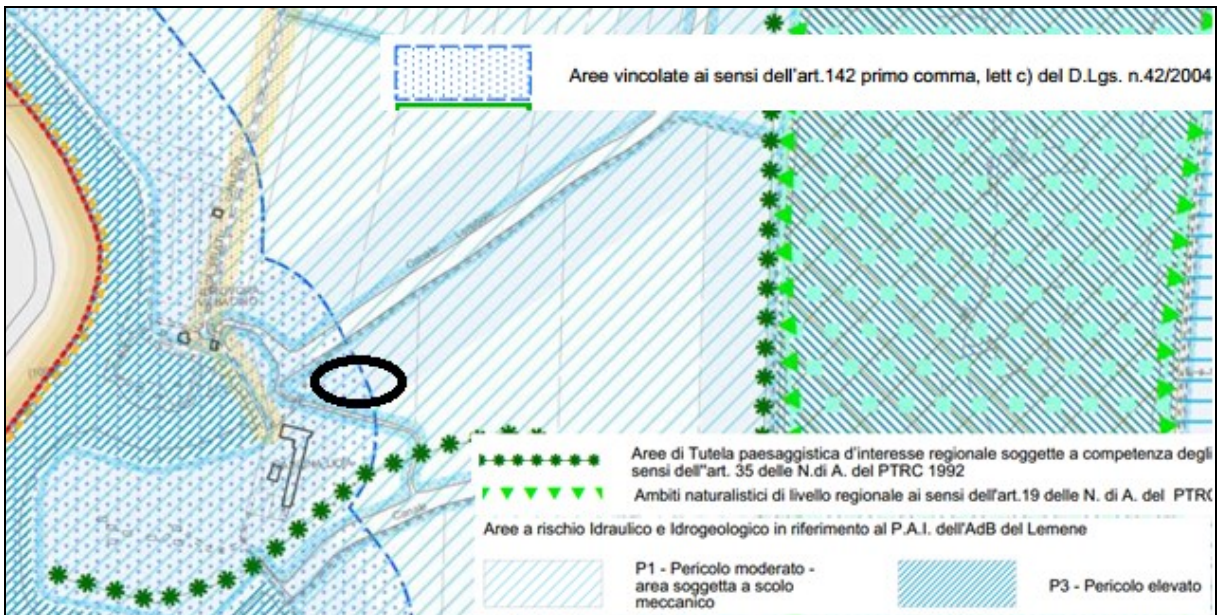 Aree vincolate ai sensi dell'art.142 primo comma, lett c) del D.Lgs. n.42/2004
Canale
Aree di Tutela paesaggistica d'interesse regionale soggette a competenza degli
sensi dell''art. 35 delle N.di A. del PTRC 1992
Ambiti naturalistici di livello regionale ai sensi dell'art.19 delle N. di A. del PTRC
Canale
Aree a rischio Idraulico e Idrogeologico in riferimento al P.A.I. dell'AdB del Lemene
P1 - Pericolo moderato -
area soggetta a scolo
meccanico
P3 - Pericolo elevato